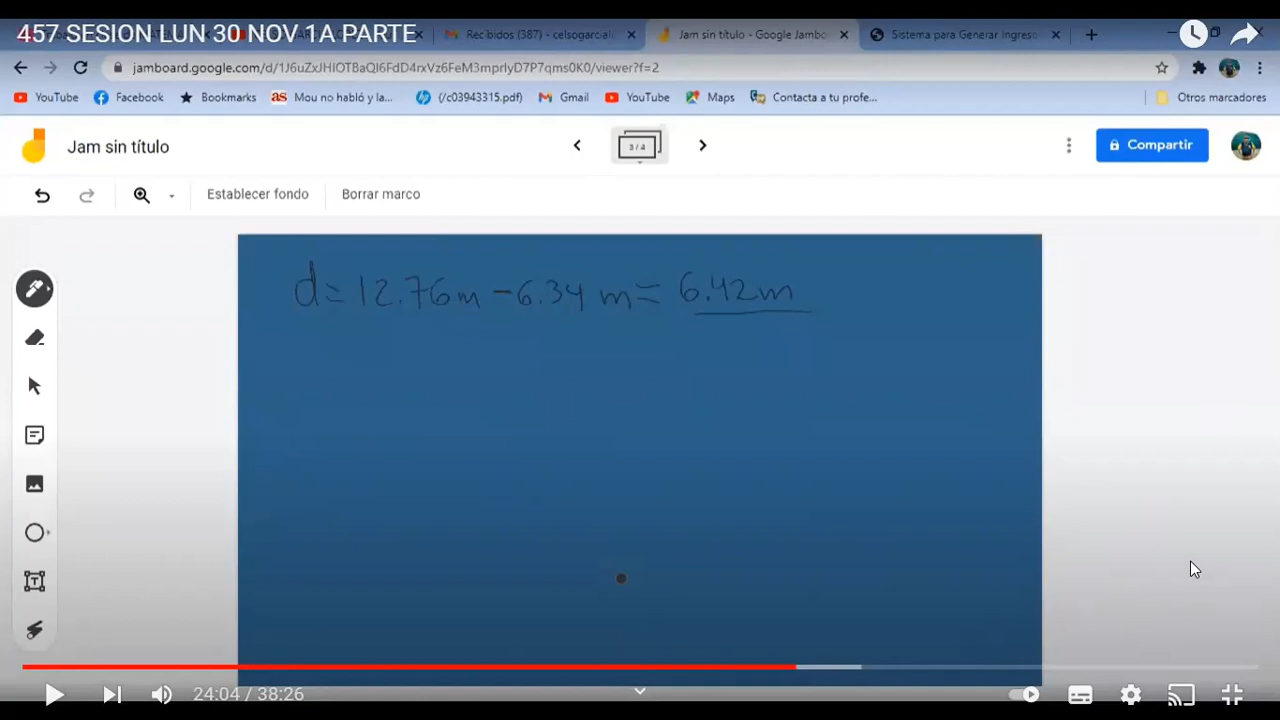 457 SESION LUN 30 NOV 1A PARTE
Recibidos (387) - celsogarcial
Jam sin título - Google Jambo
Sistema para Generar Ingreso
jamboard.google.com/d/1J6uZxJHIOTBaQI6FdD4rxVz6FeM3mprIyD7P7qms0K0/viewer?f=2
YouTube Facebook Bookmarks as Mou no habló y la... (/c03943315.pdf) Gmail YouTube Maps Contacta a tu profe... Otros marcadores
Jam sin título
3 / 4
Compartir
Establecer fondo Borrar marco
d= 12.76m - 6.34 m = 6.42m
24:04 / 38:26